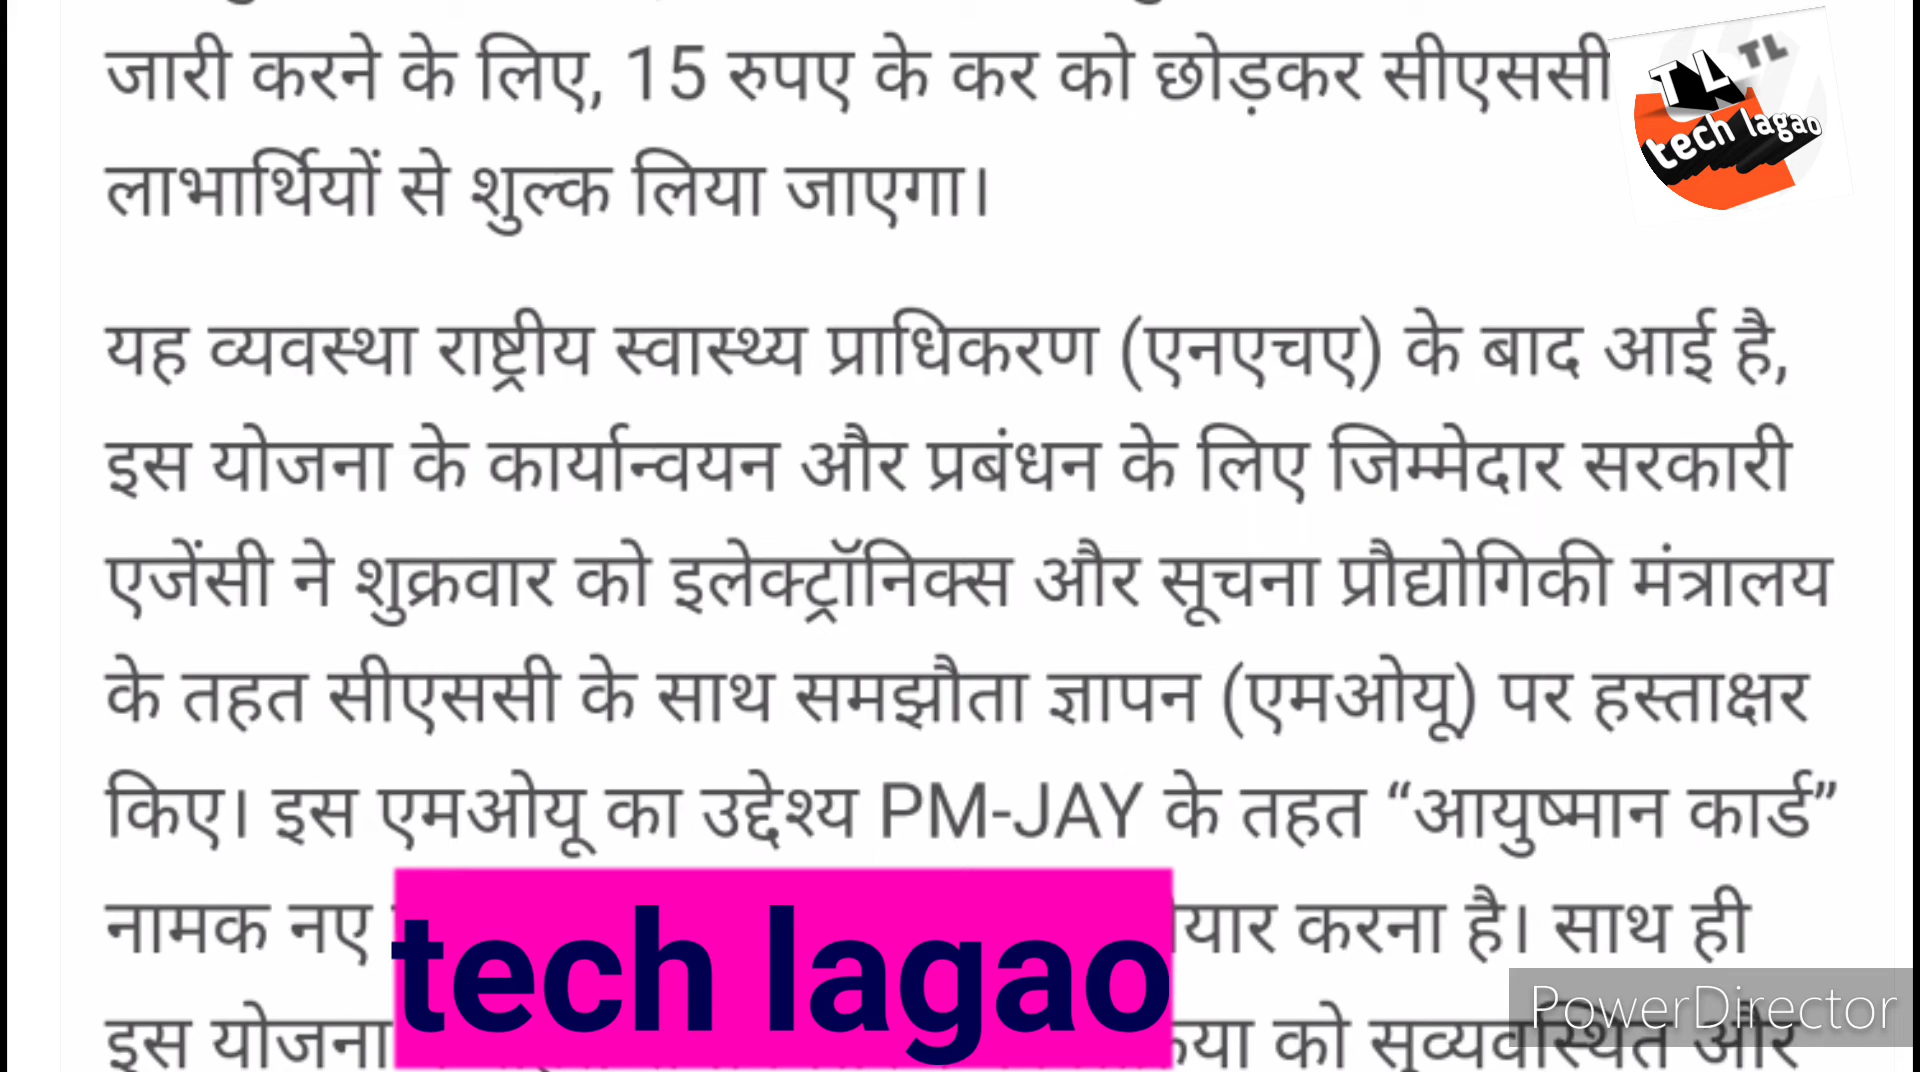 जारी करने के लिए, 15 रुपए के कर को छोड़कर सीएससी
TL
TL
tech lagao
लाभार्थियों से शुल्क लिया जाएगा।
यह व्यवस्था राष्ट्रीय स्वास्थ्य प्राधिकरण (एनएचए) के बाद आई है,
इस योजना के कार्यान्वयन और प्रबंधन के लिए जिम्मेदार सरकारी
एजेंसी ने शुक्रवार को इलेक्ट्रॉनिक्स और सूचना प्रौद्योगिकी मंत्रालय
के तहत सीएससी के साथ समझौता ज्ञापन (एमओयू) पर हस्ताक्षर
किए। इस एमओयू का उद्देश्य PM-JAY के तहत “आयुष्मान कार्ड”
नामक नए करना है। साथ ही
tech lagao
PowerDirector
इस योजना को सुव्यवस्थित और